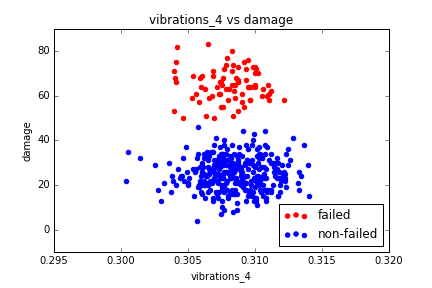 vibrations_4 vs damage
80
60
40
20
0
damage
0.295
0.300
0.305
0.310
0.315
0.320
vibrations_4
failed
non-failed